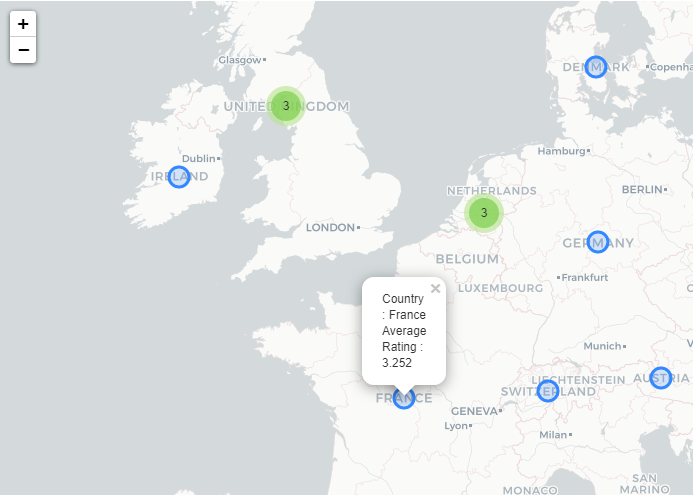 +
−
Glasgow
DENMARK
Copenha
UNITED KINGDOM
3
Dublin
IRELAND
Hamburg
NETHERLANDS
BERLIN
3
LONDON
GERMANY
BELGIUM
Frankfurt
LUXEMBOURG
×
Country
: France
Average
Rating :
3.252
Munich
V
LIECHTENSTEIN
AUSTRIA
SWITZERLAND
FRANCE
GENEVA
Lyon
Milan
SAN
MARINO
MONACO